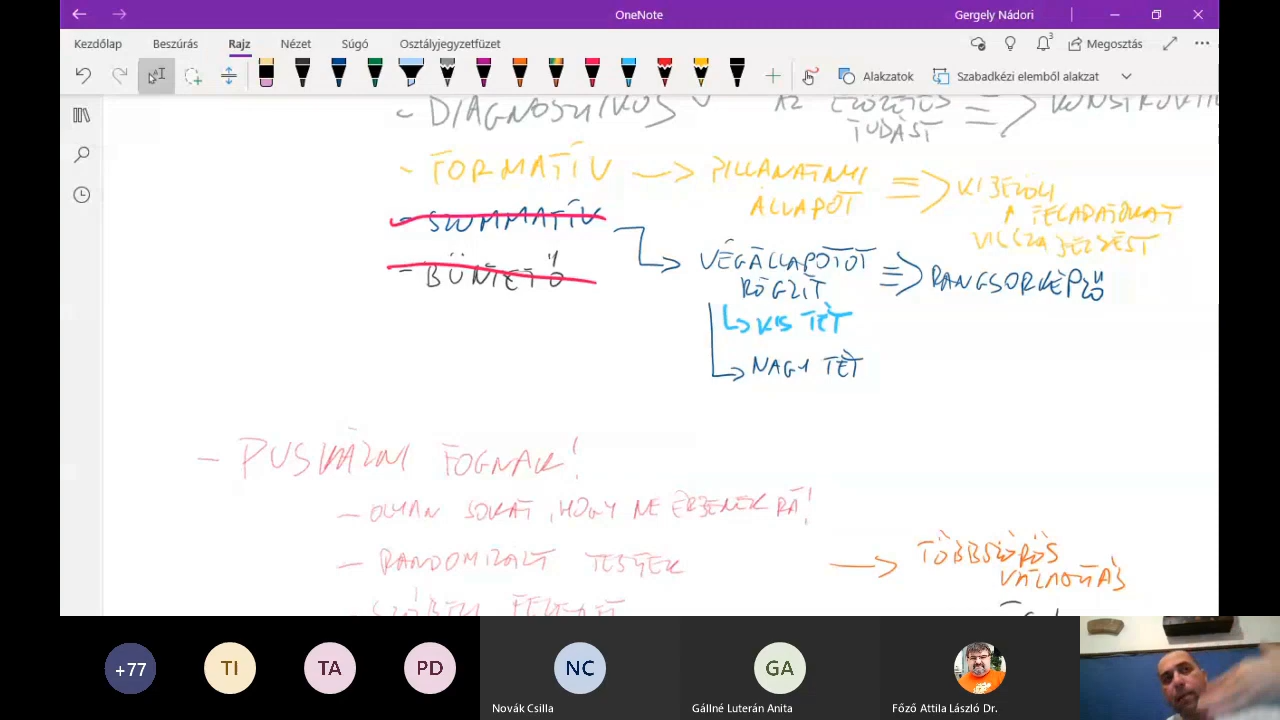 OneNote
Gergely Nádori
Kezdőlap Beszúrás Rajz Nézet Súgó Osztályjegyzetfüzet
3 Megosztás
Alakzatok Szabadkézi elemből alakzat
- DIAGNOSZTIKUS AZ ELŐZETES
TUDÁST
- FORMATÍV → PILLANATNYI
ÁLLAPOT KIJELÖLI
A FELADATOKAT
VISSZAJELZÉST
- SZUMMATÍV
- BÜNTETŐ
VÉGÁLLAPOTOT
RÖGZÍT RANGSORKÉPZŐ
KIS TÉT
NAGY TÉT
- PUSKÁZNI FOGNAK!
- OLYAN SOKAT, HOGY NE ÉRJENEK RÁ!
- RANDOMIZÁLT TESZTEK → TÖBBSZÖRÖS
VÁLASZTÁS
+77 TI TA PD NC GA
Novák Csilla Gállné Luterán Anita Főző Attila László Dr.